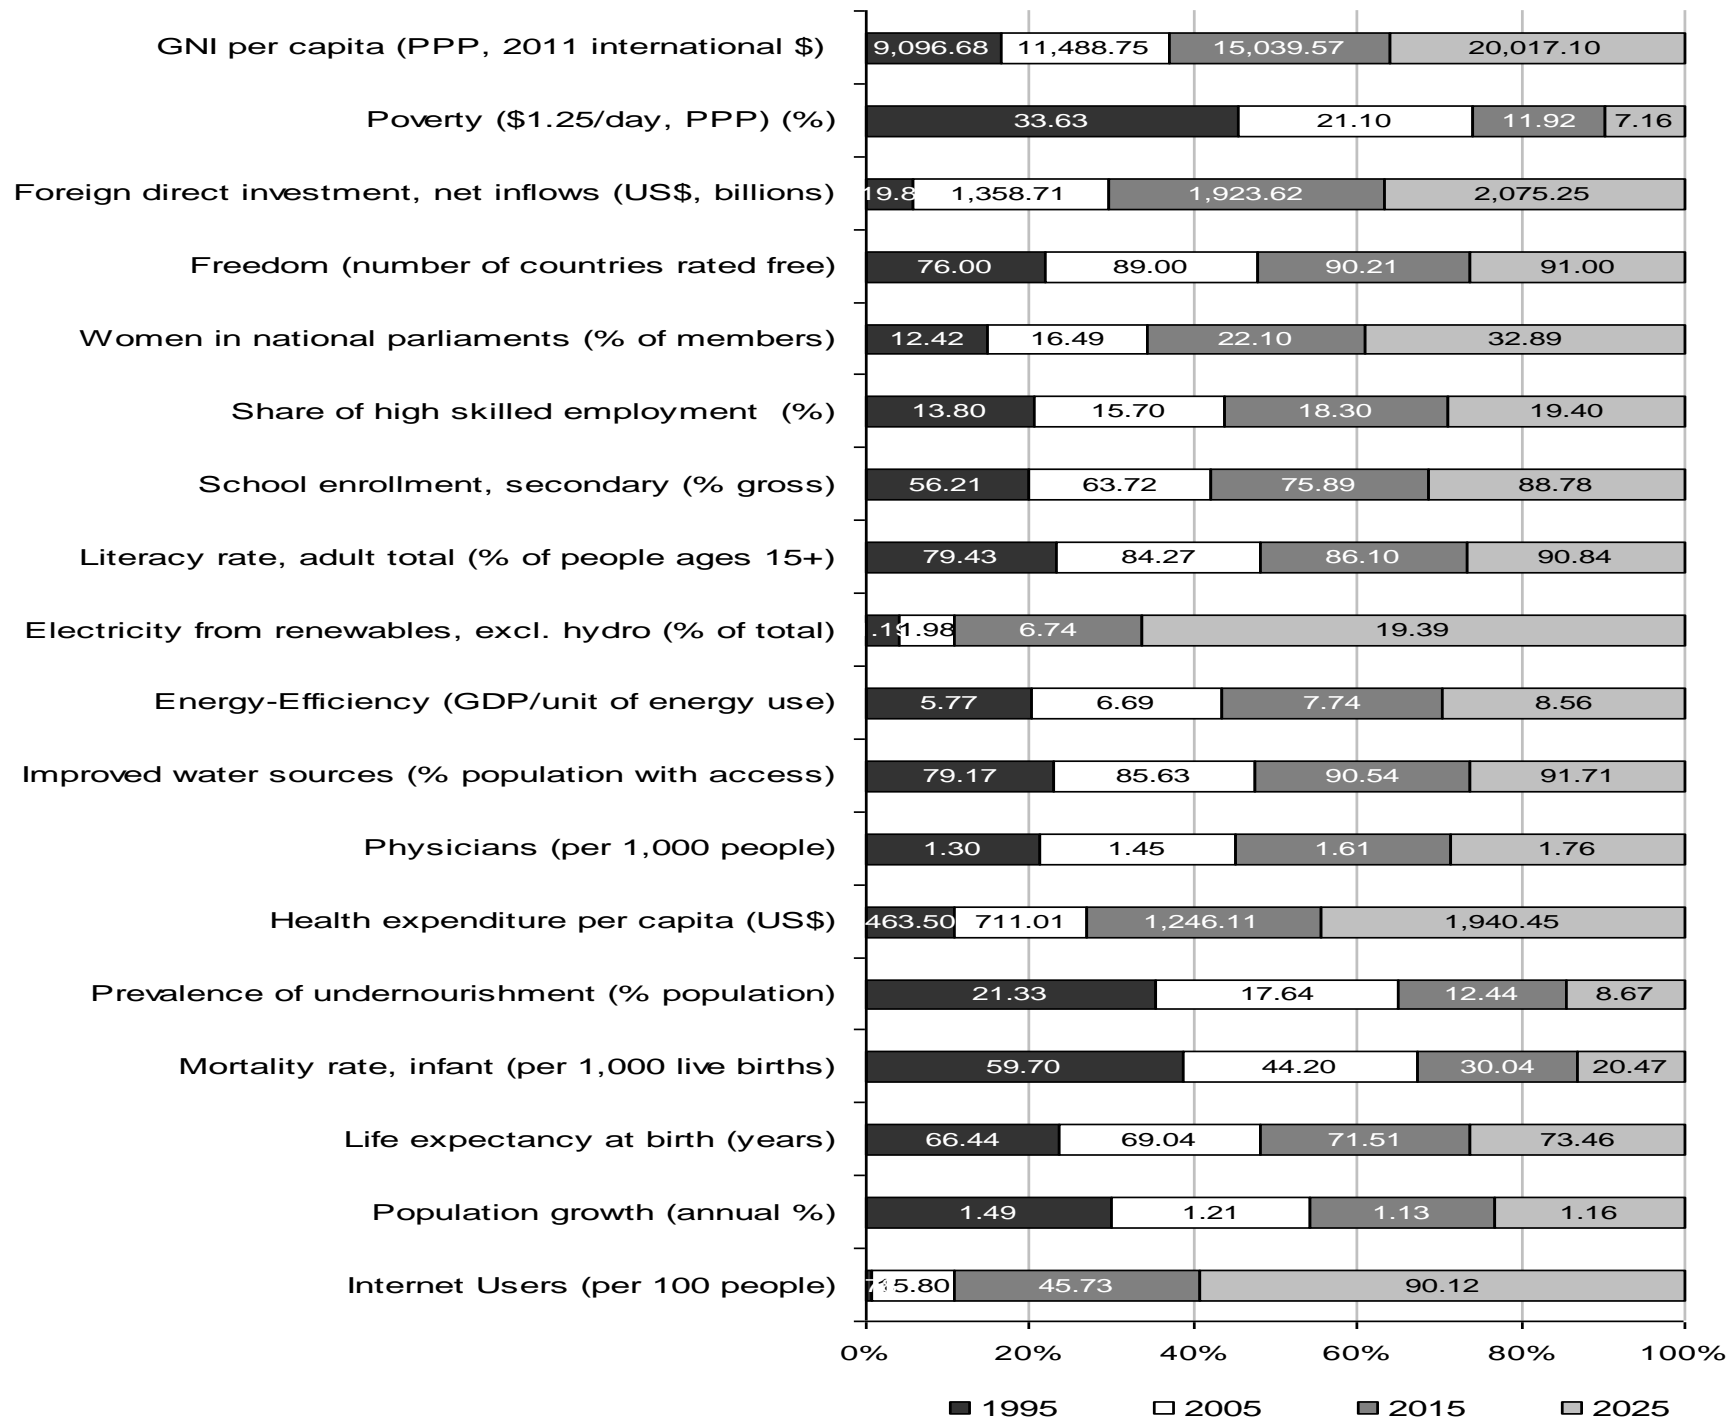 GNI per capita (PPP, 2011 international $) 9,096.68 11,488.75 15,039.57 20,017.10
Poverty ($1.25/day, PPP) (%) 33.63 21.10 11.92 7.16
Foreign direct investment, net inflows (US$, billions) 1,358.71 1,923.62 2,075.25
Freedom (number of countries rated free) 76.00 89.00 90.21 91.00
Women in national parliaments (% of members) 12.42 16.49 22.10 32.89
Share of high skilled employment (%) 13.80 15.70 18.30 19.40
School enrollment, secondary (% gross) 56.21 63.72 75.89 88.78
Literacy rate, adult total (% of people ages 15+) 79.43 84.27 86.10 90.84
Electricity from renewables, excl. hydro (% of total) 1.98 6.74 19.39
Energy-Efficiency (GDP/unit of energy use) 5.77 6.69 7.74 8.56
Improved water sources (% population with access) 79.17 85.63 90.54 91.71
Physicians (per 1,000 people) 1.30 1.45 1.61 1.76
Health expenditure per capita (US$) 463.50 711.01 1,246.11 1,940.45
Prevalence of undernourishment (% population) 21.33 17.64 12.44 8.67
Mortality rate, infant (per 1,000 live births) 59.70 44.20 30.04 20.47
Life expectancy at birth (years) 66.44 69.04 71.51 73.46
Population growth (annual %) 1.49 1.21 1.13 1.16
Internet Users (per 100 people) 15.80 45.73 90.12
0% 20% 40% 60% 80% 100%
1995 2005 2015 2025